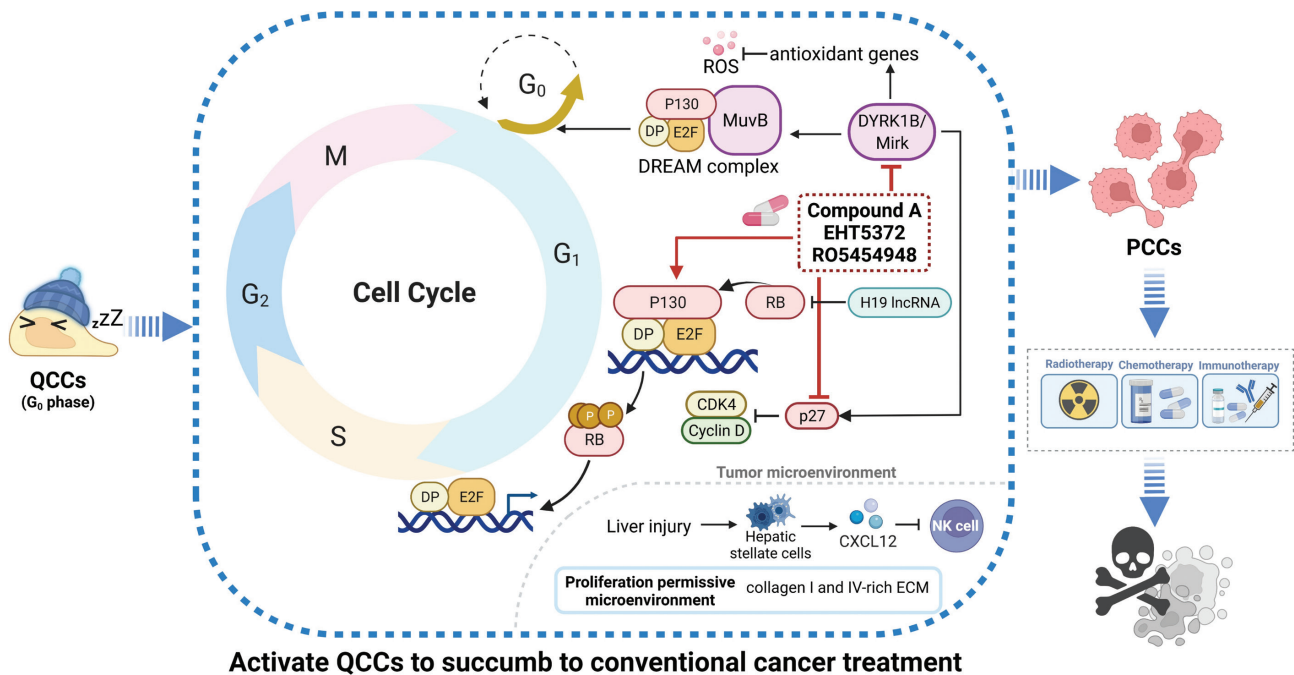 ROS
antioxidant genes
G0
P130
DP
E2F
MuvB
DREAM complex
DYRK1B/
Mirk
M
G1
G2
S
Cell Cycle
zzZ
QCCs
(G0 phase)
Compound A
EHT5372
RO5454948
P130
DP
E2F
RB
H19 lncRNA
P
P
P
RB
CDK4
Cyclin D
p27
DP
E2F
Tumor microenvironment
Liver injury
Hepatic
stellate cells
CXCL12
NK cell
Proliferation permissive
microenvironment
collagen I and IV-rich ECM
PCCs
Radiotherapy
Chemotherapy
Immunotherapy
Activate QCCs to succumb to conventional cancer treatment